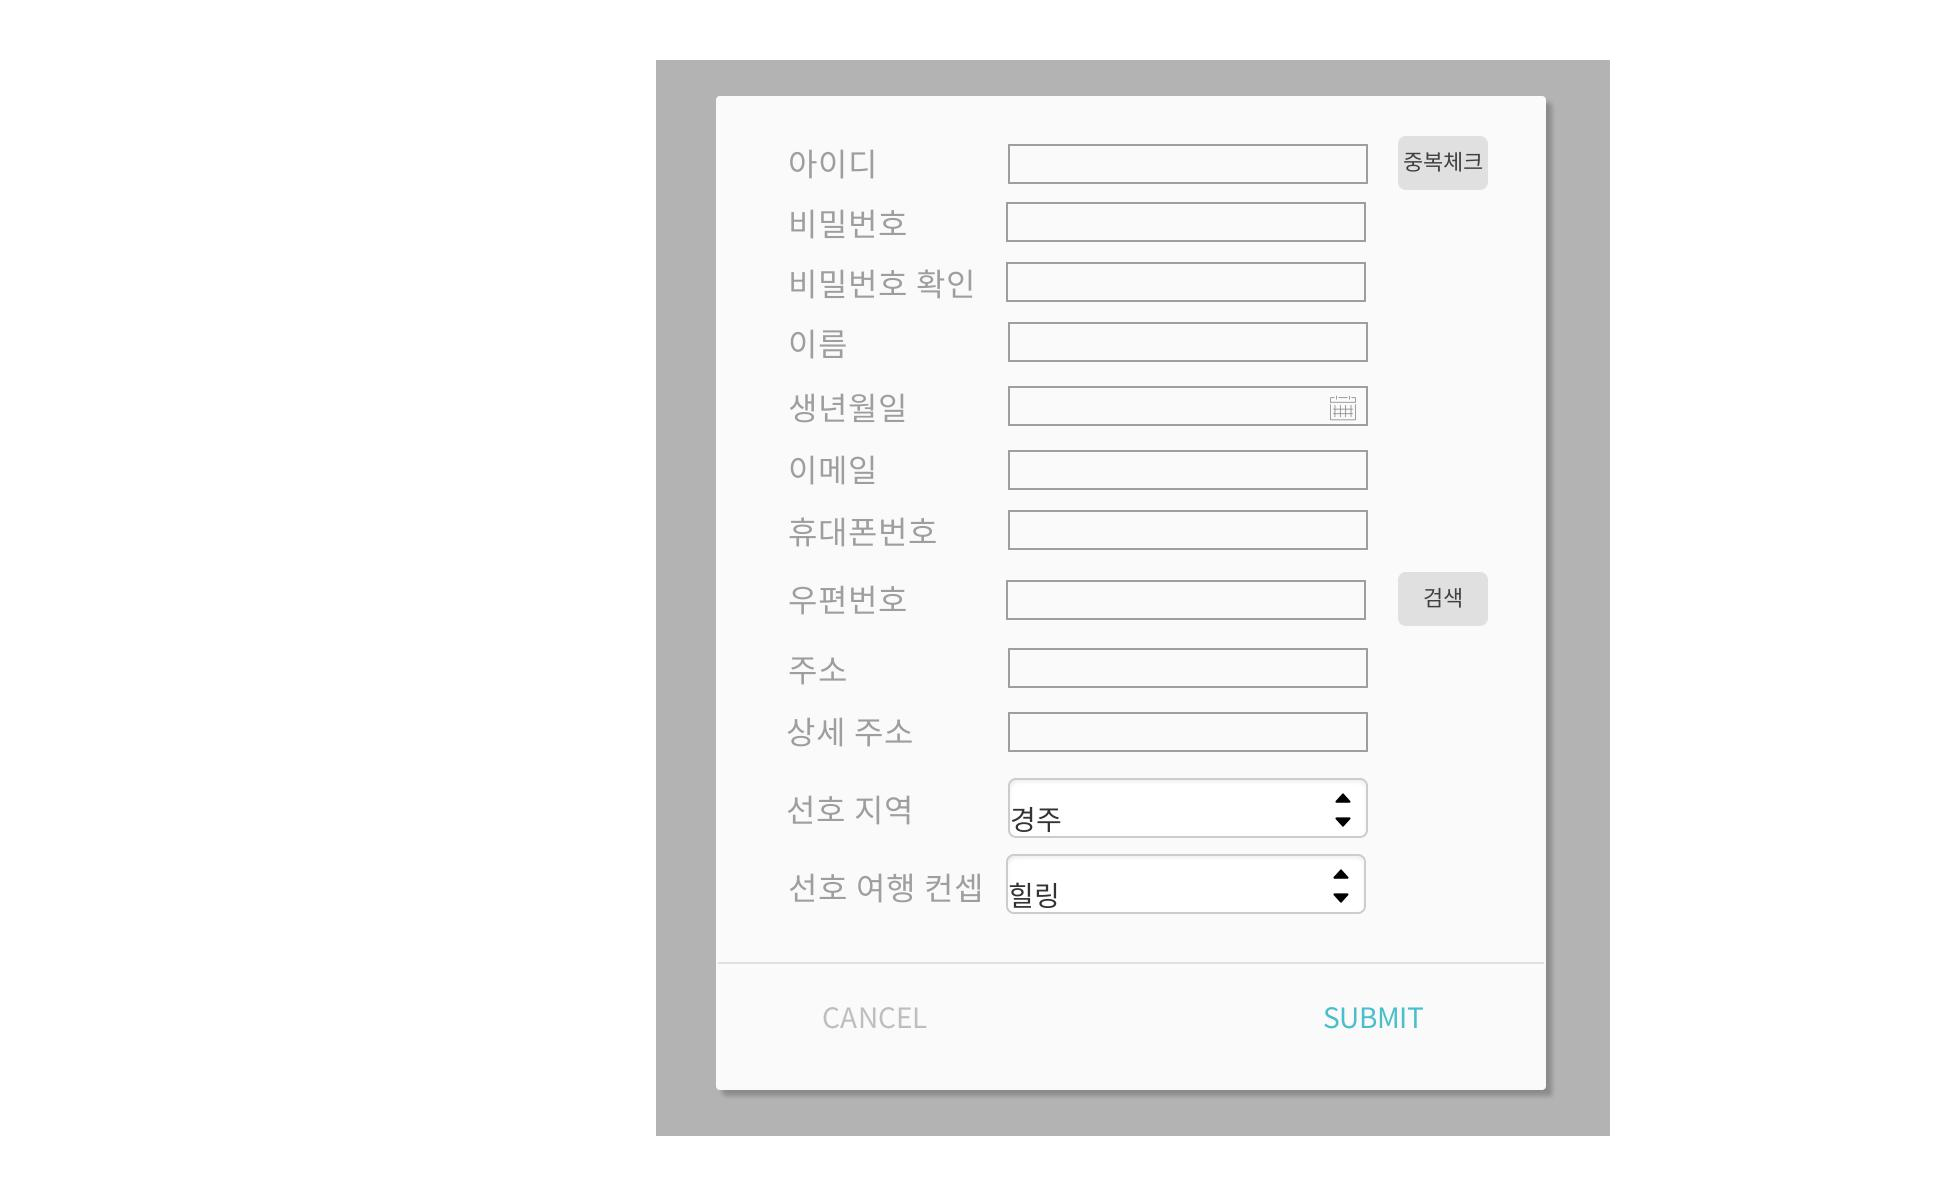 아이디 중복체크
비밀번호
비밀번호 확인
이름
생년월일
이메일
휴대폰번호
우편번호 검색
주소
상세 주소
선호 지역 경주
선호 여행 컨셉 힐링
CANCEL SUBMIT